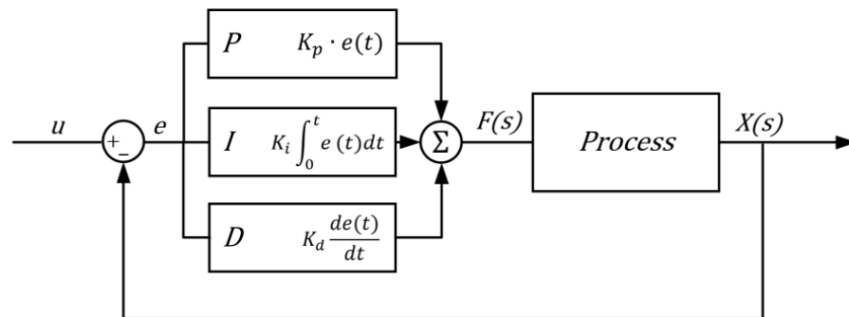 P K_p · e(t)
u + − e I K_i ∫_0^t e (t)dt Σ F(s) Process X(s)
D K_d de(t)/dt